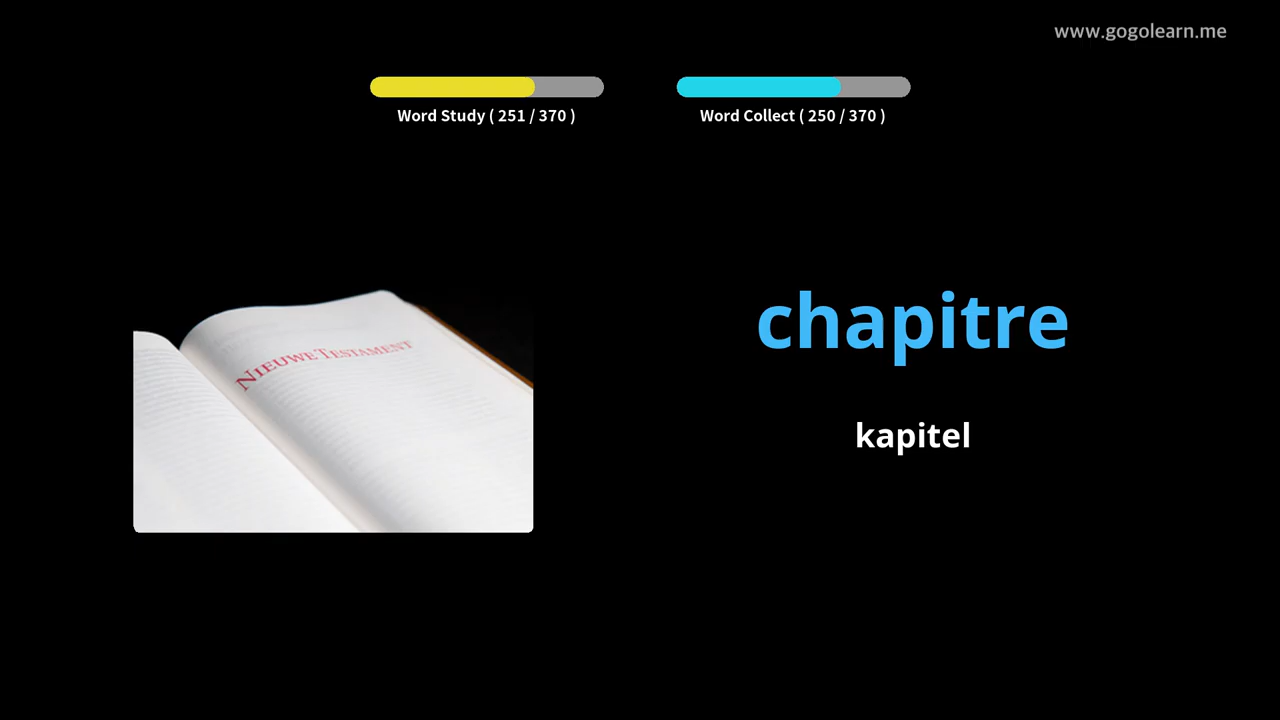 www.gogolearn.me
Word Study ( 251 / 370 )
Word Collect ( 250 / 370 )
NIEUWE TESTAMENT
chapitre
kapitel